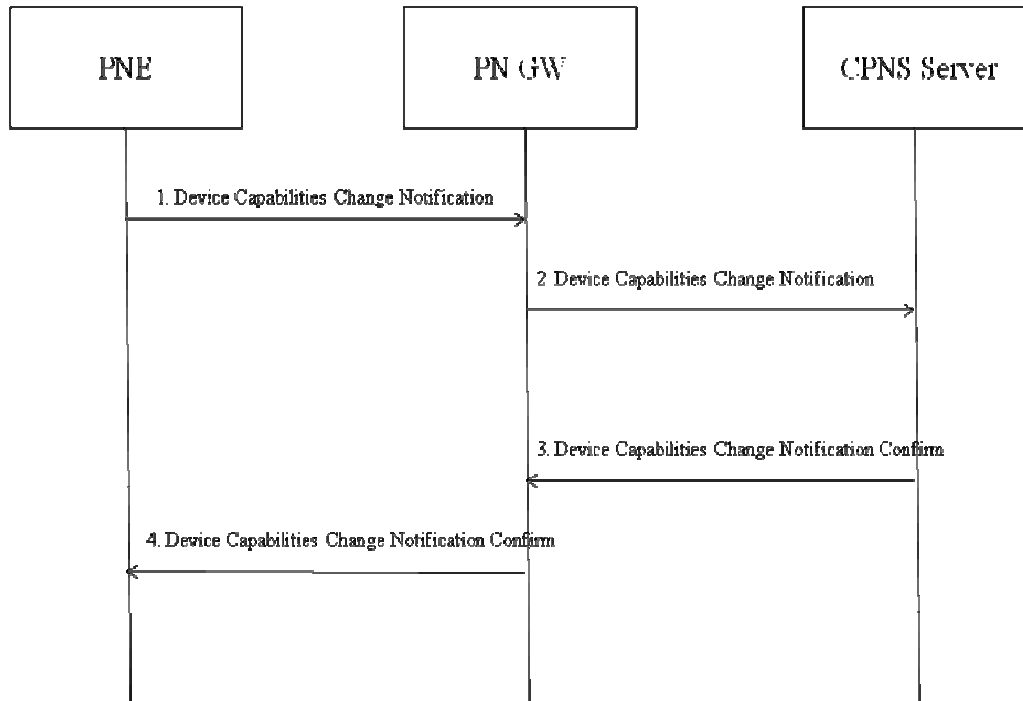 PNE
PN GW
CPNS Server
1. Device Capabilities Change Notification
2 Device Capabilities Change Notification
3. Device Capabilities Change Notification Confirm
4. Device Capabilities Change Notification Confirm